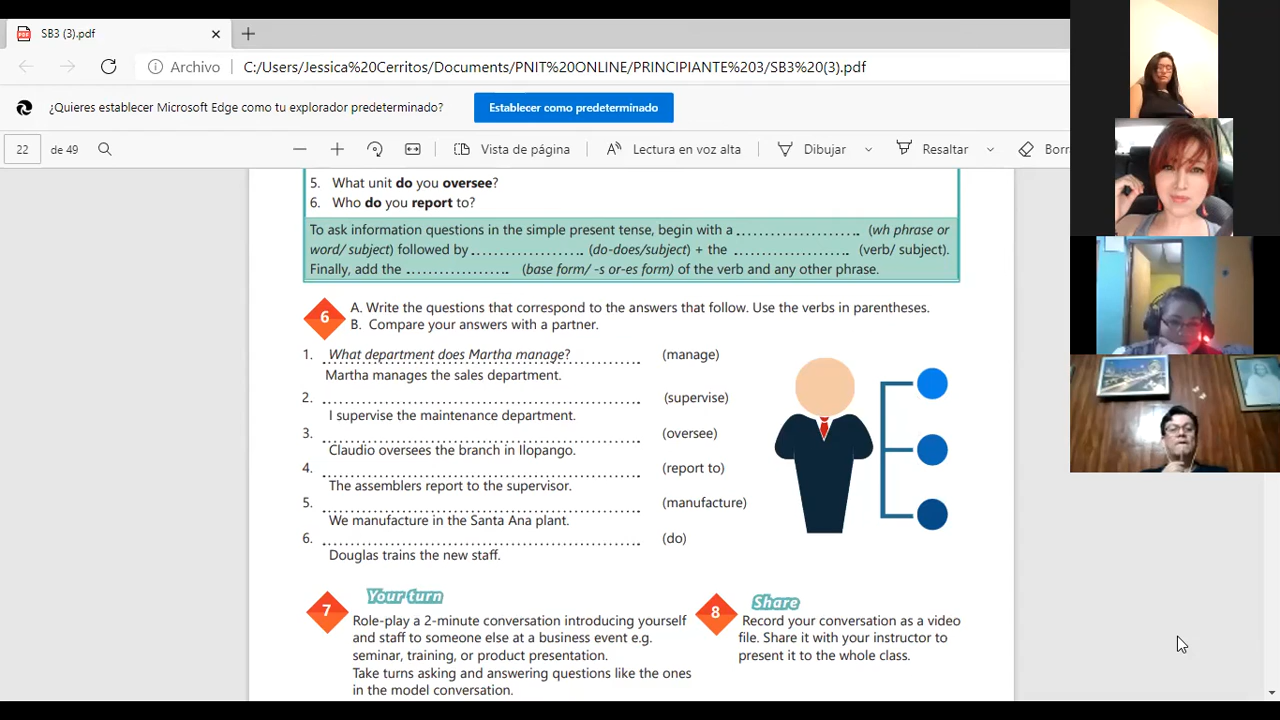 SB3 (3).pdf
Archivo C:/Users/Jessica%20Cerritos/Documents/PNIT%20ONLINE/PRINCIPIANTE%203/SB3%20(3).pdf
¿Quieres establecer Microsoft Edge como tu explorador predeterminado? Establecer como predeterminado
22 de 49 Vista de página Lectura en voz alta Dibujar Resaltar Borr
5. What unit do you oversee?
6. Who do you report to?
To ask information questions in the simple present tense, begin with a ..................... (wh phrase or
word/ subject) followed by ................... (do-does/subject) + the .................... (verb/ subject).
Finally, add the .................. (base form/ -s or-es form) of the verb and any other phrase.
6 A. Write the questions that correspond to the answers that follow. Use the verbs in parentheses.
B. Compare your answers with a partner.
1. What department does Martha manage? (manage)
Martha manages the sales department.
2. (supervise)
I supervise the maintenance department.
3. (oversee)
Claudio oversees the branch in Ilopango.
4. (report to)
The assemblers report to the supervisor.
5. (manufacture)
We manufacture in the Santa Ana plant.
6. (do)
Douglas trains the new staff.
7 Your turn
Role-play a 2-minute conversation introducing yourself
and staff to someone else at a business event e.g.
seminar, training, or product presentation.
Take turns asking and answering questions like the ones
in the model conversation.
8 Share
Record your conversation as a video
file. Share it with your instructor to
present it to the whole class.